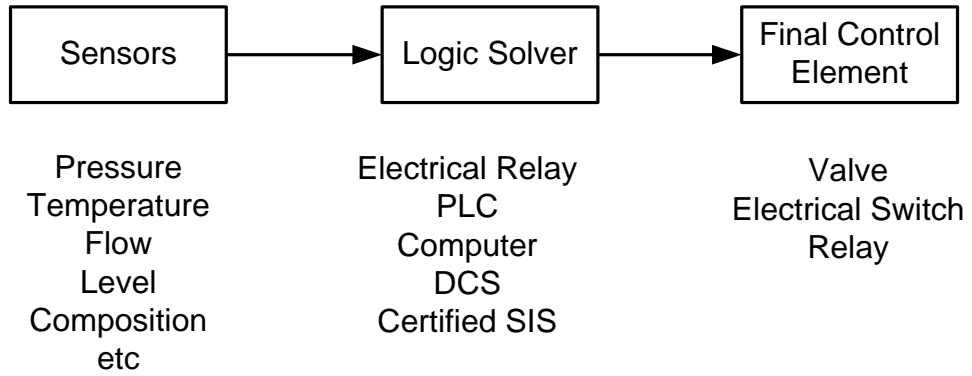 Sensors
Logic Solver
Final Control
Element
Pressure
Temperature
Flow
Level
Composition
etc
Electrical Relay
PLC
Computer
DCS
Certified SIS
Valve
Electrical Switch
Relay